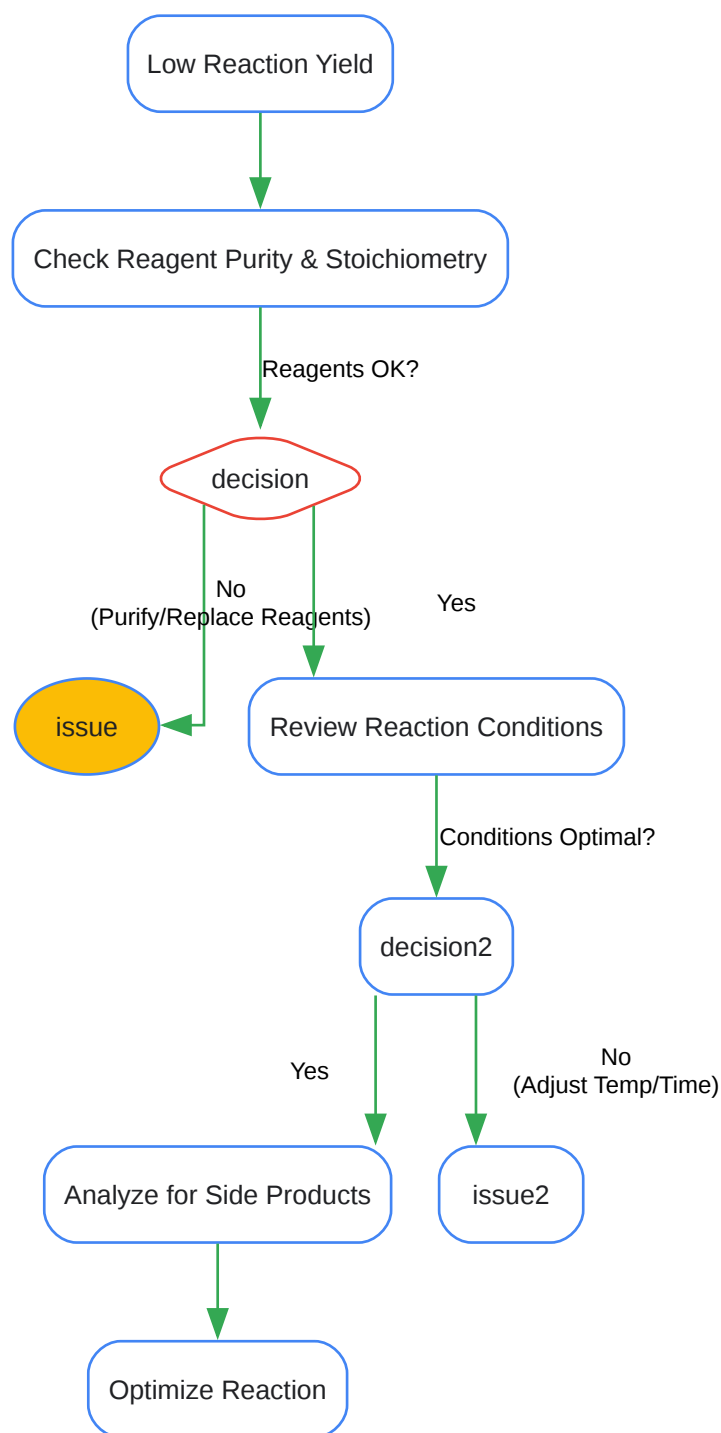 Low Reaction Yield
Check Reagent Purity & Stoichiometry
Reagents OK?
decision
No
(Purify/Replace Reagents)
Yes
issue
Review Reaction Conditions
Conditions Optimal?
decision2
Yes
No
(Adjust Temp/Time)
Analyze for Side Products
issue2
Optimize Reaction